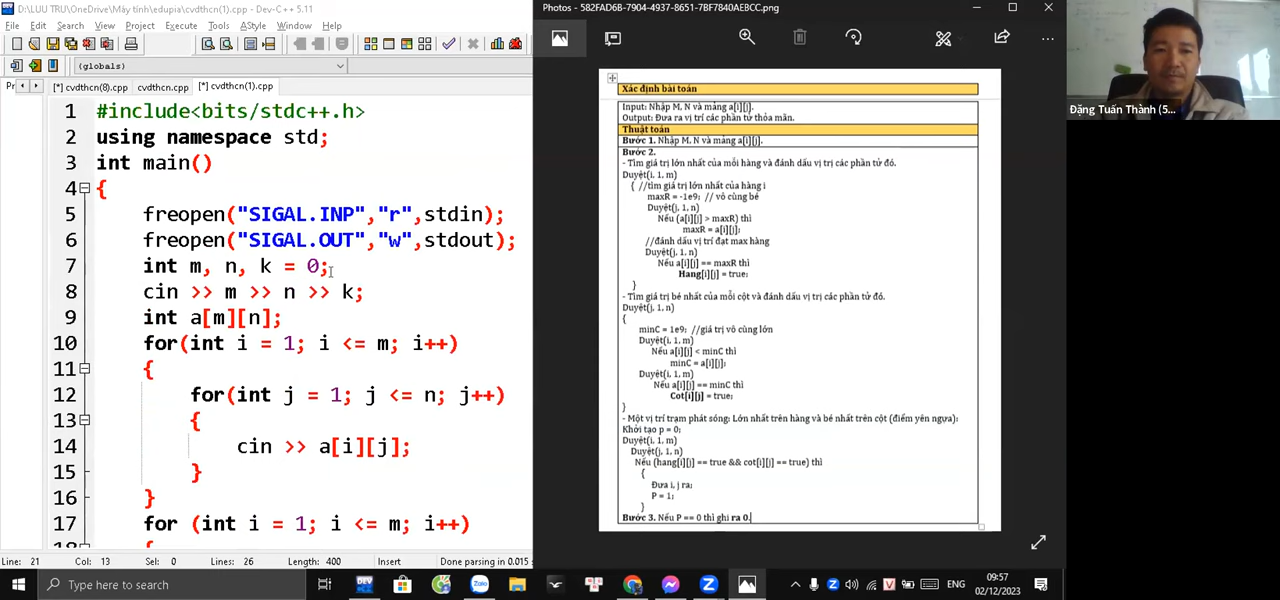 D:\LUU TRU\OneDrive\Máy tính\edupia\cvdthcn(1).cpp - Dev-C++ 5.11
File Edit Search View Project Execute Tools AStyle Window Help
(globals)
Pr [*] cvdthcn(8).cpp cvdthcn.cpp [*] cvdthcn(1).cpp
1 #include<bits/stdc++.h>
2 using namespace std;
3 int main()
4 {
5 freopen("SIGAL.INP","r",stdin);
6 freopen("SIGAL.OUT","w",stdout);
7 int m, n, k = 0;
8 cin >> m >> n >> k;
9 int a[m][n];
10 for(int i = 1; i <= m; i++)
11 {
12 for(int j = 1; j <= n; j++)
13 {
14 cin >> a[i][j];
15 }
16 }
17 for (int i = 1; i <= m; i++)
18 {
Line: 21 Col: 13 Sel: 0 Lines: 26 Length: 400 Insert Done parsing in 0.015
Photos - 582FAD6B-7904-4937-8651-7BF7840AEBCC.png
Xác định bài toán
Input: Nhập M, N và mảng a[i][j].
Output: Đưa ra vị trí các phần tử thỏa mãn.
Thuật toán
Bước 1. Nhập M, N và mảng a[i][j].
Bước 2.
- Tìm giá trị lớn nhất của mỗi hàng và đánh dấu vị trí các phần tử đó.
Duyệt(i, 1, m)
{ //tìm giá trị lớn nhất của hàng i
maxR = -1e9; // vô cùng bé
Duyệt(j, 1, n)
Nếu (a[i][j] > maxR) thì
maxR = a[i][j];
//đánh dấu vị trí đạt max hàng
Duyệt(j, 1, n)
Nếu a[i][j] == maxR thì
Hang[i][j] = true;
}
- Tìm giá trị bé nhất của mỗi cột và đánh dấu vị trí các phần tử đó.
Duyệt(j, 1, n)
{
minC = 1e9; //giá trị vô cùng lớn
Duyệt(i, 1, m)
Nếu a[i][j] < minC thì
minC = a[i][j];
Duyệt(i, 1, m)
Nếu a[i][j] == minC thì
Cot[i][j] = true;
}
- Một vị trí trạm phát sóng: Lớn nhất trên hàng và bé nhất trên cột (điểm yên ngựa):
Khởi tạo p = 0;
Duyệt(i, 1, m)
Duyệt(j, 1, n)
Nếu (hang[i][j] == true && cot[i][j] == true) thì
{
Đưa i, j ra;
P = 1;
}
Bước 3. Nếu P == 0 thì ghi ra 0.
Đặng Tuấn Thành (5...
Type here to search
ENG
09:57
02/12/2023